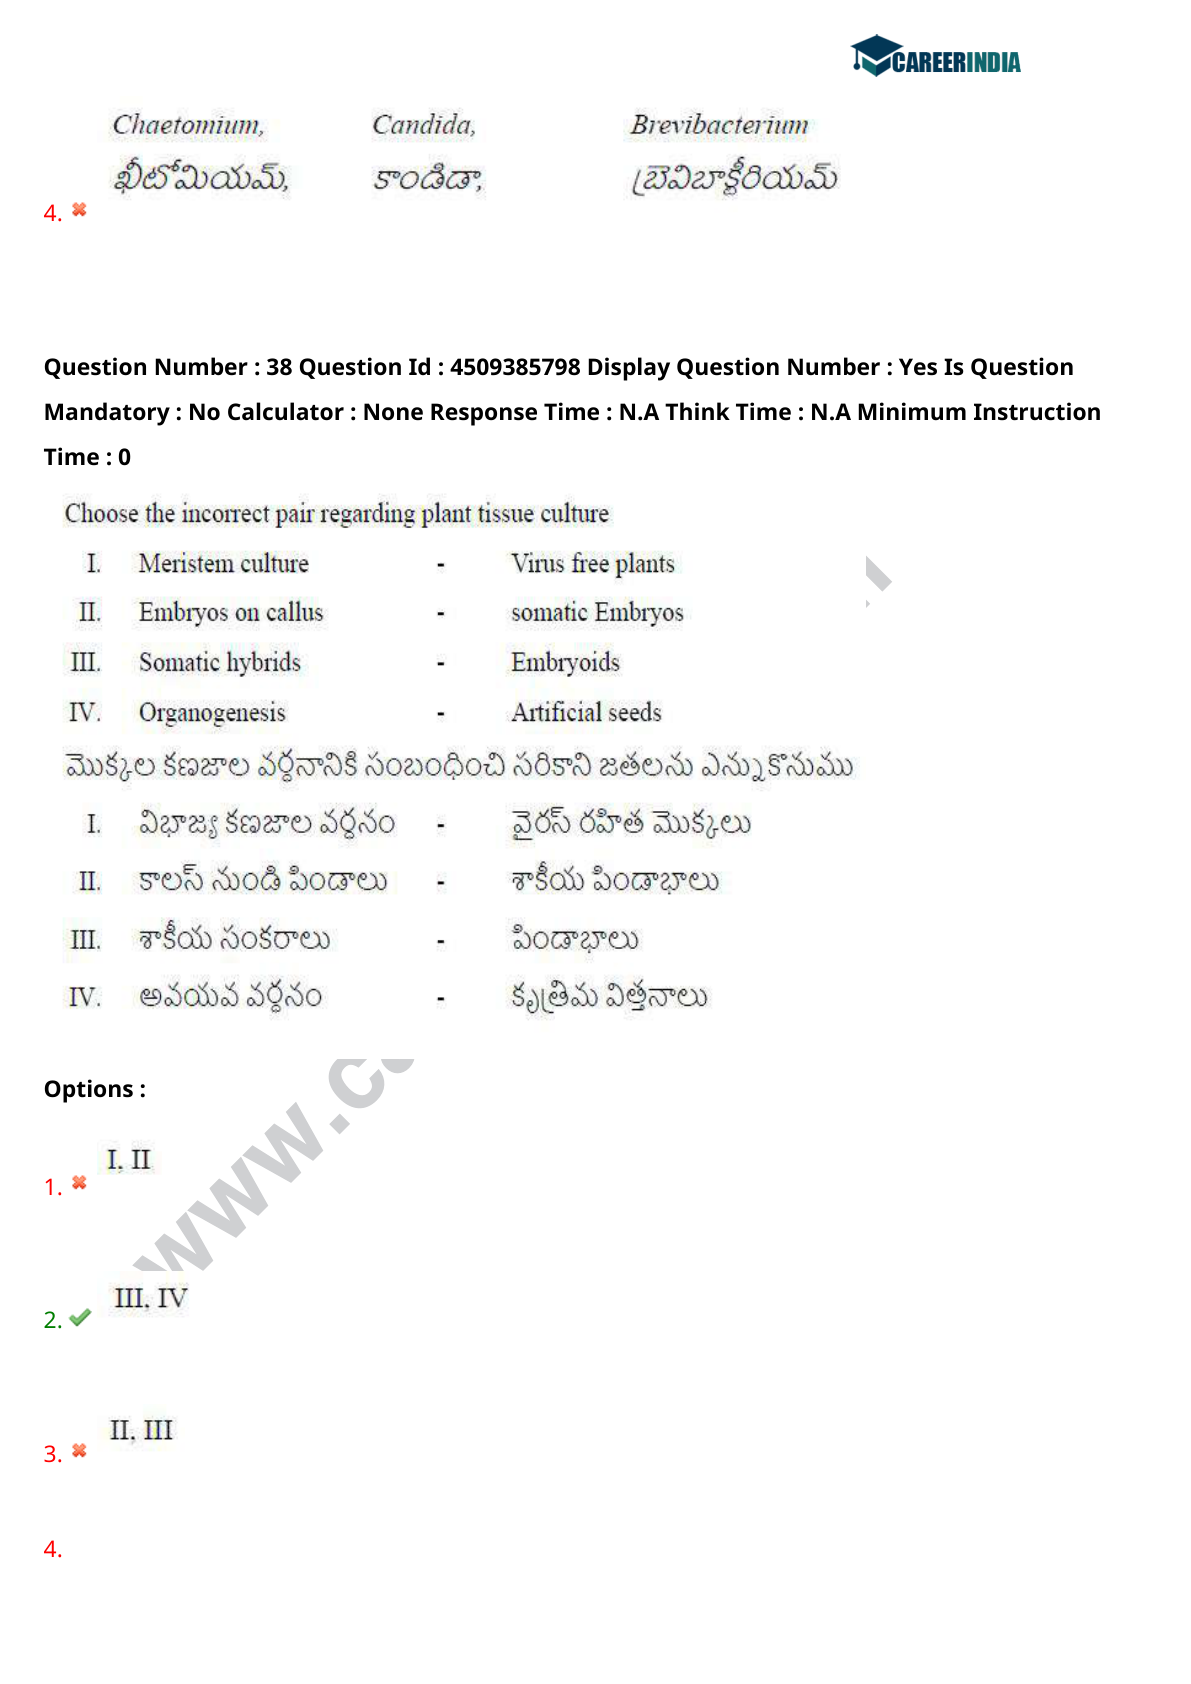 CAREERINDIA
Chaetomium, Candida, Brevibacterium
ఖీటోమియమ్, కాండిడా, బ్రెవిబాక్టీరియమ్
4.
Question Number : 38 Question Id : 4509385798 Display Question Number : Yes Is Question
Mandatory : No Calculator : None Response Time : N.A Think Time : N.A Minimum Instruction
Time : 0
Choose the incorrect pair regarding plant tissue culture
I. Meristem culture - Virus free plants
II. Embryos on callus - somatic Embryos
III. Somatic hybrids - Embryoids
IV. Organogenesis - Artificial seeds
మొక్కల కణజాల వర్ధనానికి సంబంధించి సరికాని జతలను ఎన్నుకొనుము
I. విభాజ్య కణజాల వర్ధనం - వైరస్ రహిత మొక్కలు
II. కాలస్ నుండి పిండాలు - శాకీయ పిండాభాలు
III. శాకీయ సంకరాలు - పిండాభాలు
IV. అవయవ వర్ధనం - కృత్రిమ విత్తనాలు
Options :
I, II
1.
III, IV
2.
II, III
3.
4.